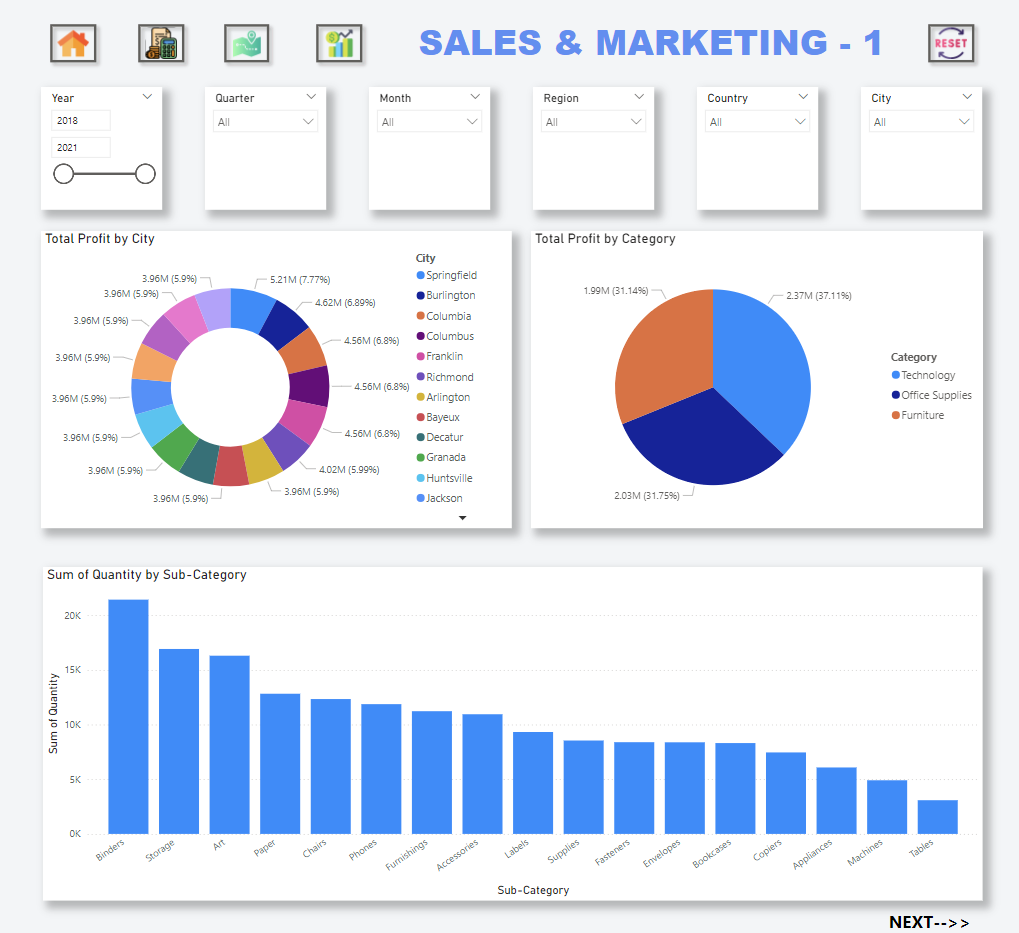 SALES & MARKETING - 1
RESET
Year
2018
2021
Quarter
All
Month
All
Region
All
Country
All
City
All
Total Profit by City
5.21M (7.77%)
4.62M (6.89%)
4.56M (6.8%)
4.56M (6.8%)
4.56M (6.8%)
4.02M (5.99%)
3.96M (5.9%)
3.96M (5.9%)
3.96M (5.9%)
3.96M (5.9%)
3.96M (5.9%)
3.96M (5.9%)
3.96M (5.9%)
3.96M (5.9%)
3.96M (5.9%)
City
Springfield
Burlington
Columbia
Columbus
Franklin
Richmond
Arlington
Bayeux
Decatur
Granada
Huntsville
Jackson
Total Profit by Category
1.99M (31.14%)
2.37M (37.11%)
2.03M (31.75%)
Category
Technology
Office Supplies
Furniture
Sum of Quantity by Sub-Category
Sum of Quantity
20K
15K
10K
5K
0K
Binders
Storage
Art
Paper
Chairs
Phones
Furnishings
Accessories
Labels
Supplies
Fasteners
Envelopes
Bookcases
Copiers
Appliances
Machines
Tables
Sub-Category
NEXT-->>